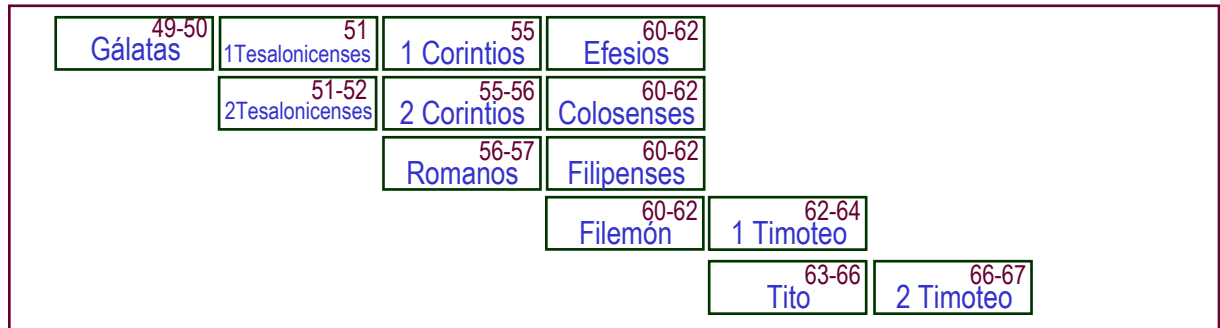 49-50 51 55 60-62
Gálatas 1Tesalonicenses 1 Corintios Efesios
51-52 55-56 60-62
2Tesalonicenses 2 Corintios Colosenses
56-57 60-62
Romanos Filipenses
60-62 62-64
Filemón 1 Timoteo
63-66 66-67
Tito 2 Timoteo